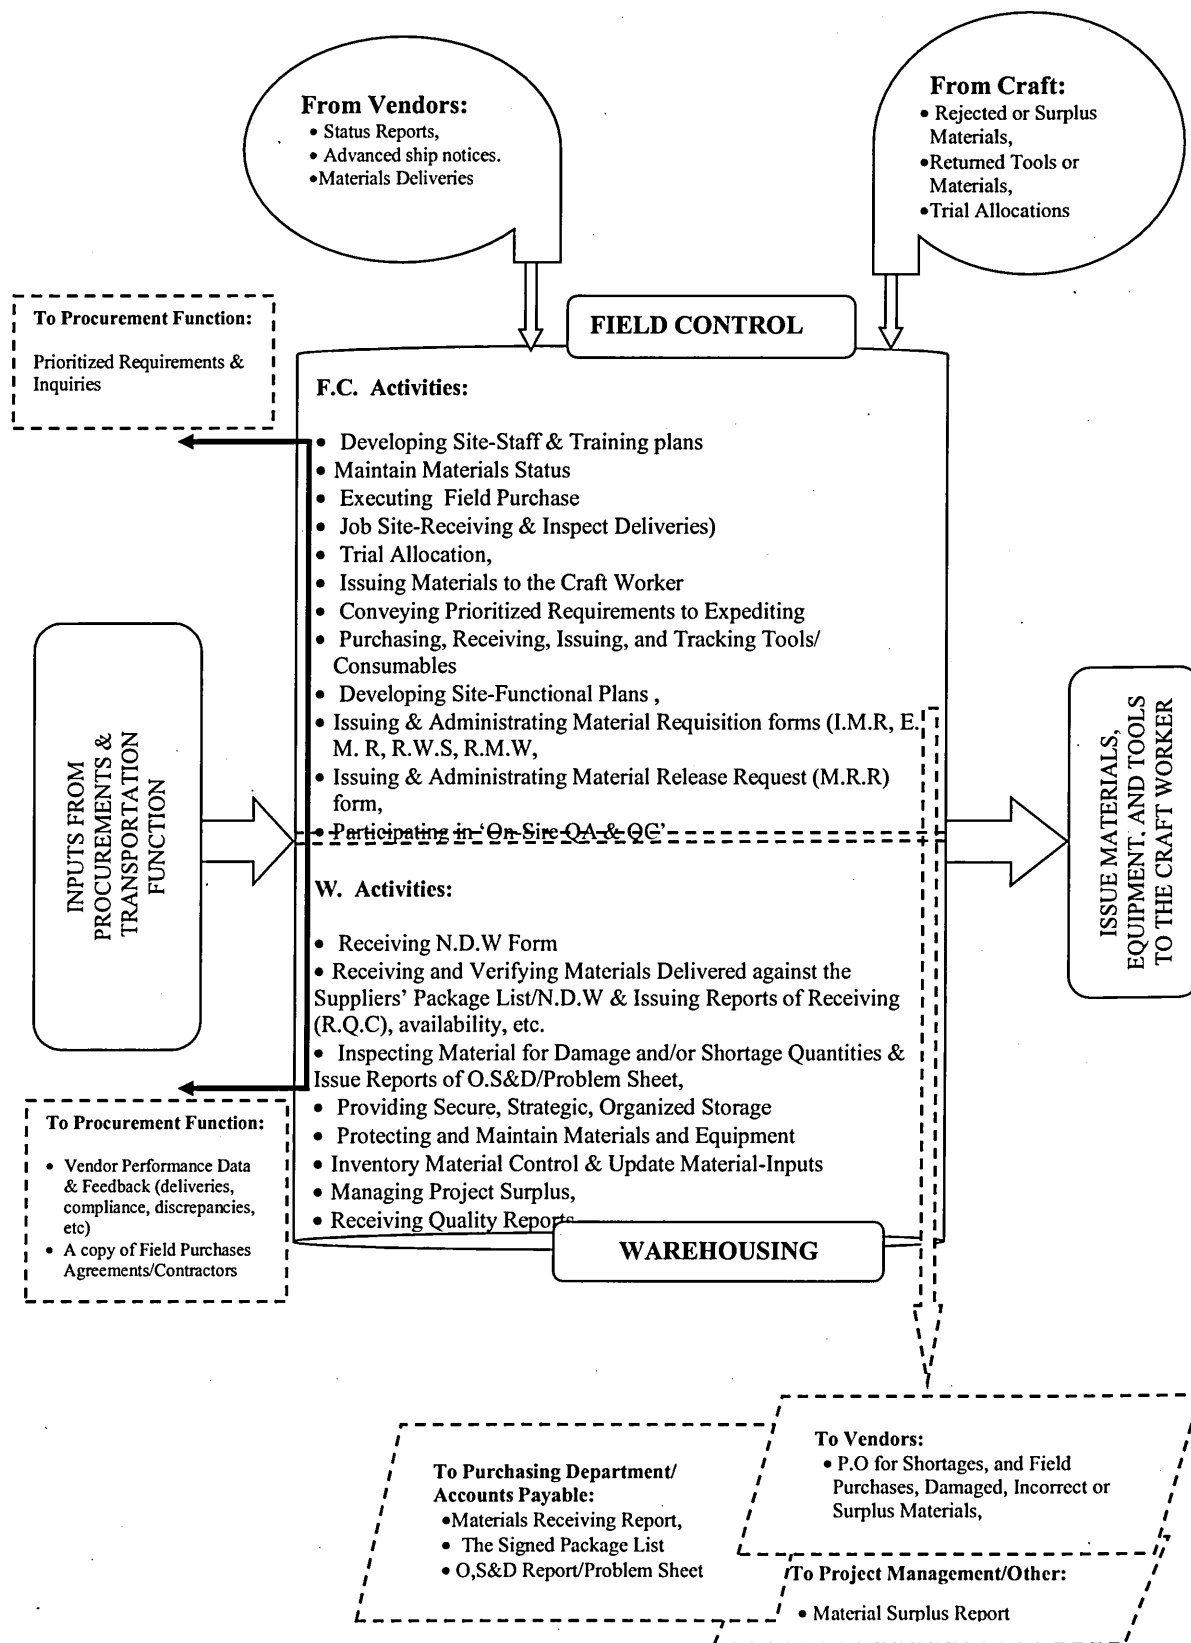 From Vendors:
• Status Reports,
• Advanced ship notices.
•Materials Deliveries
From Craft:
• Rejected or Surplus
Materials,
•Returned Tools or
Materials,
•Trial Allocations
To Procurement Function:
Prioritized Requirements &
Inquiries
FIELD CONTROL
F.C. Activities:
• Developing Site-Staff & Training plans
• Maintain Materials Status
• Executing Field Purchase
• Job Site-Receiving & Inspect Deliveries)
• Trial Allocation,
• Issuing Materials to the Craft Worker
• Conveying Prioritized Requirements to Expediting
• Purchasing, Receiving, Issuing, and Tracking Tools/
Consumables
• Developing Site-Functional Plans ,
• Issuing & Administrating Material Requisition forms (I.M.R, E.
M. R, R.W.S, R.M.W,
• Issuing & Administrating Material Release Request (M.R.R)
form,
• Participating in ‘On-Sire QA & QC’
INPUTS FROM
PROCUREMENTS &
TRANSPORTATION
FUNCTION
ISSUE MATERIALS,
EQUIPMENT. AND TOOLS
TO THE CRAFT WORKER
W. Activities:
• Receiving N.D.W Form
• Receiving and Verifying Materials Delivered against the
Suppliers’ Package List/N.D.W & Issuing Reports of Receiving
(R.Q.C), availability, etc.
• Inspecting Material for Damage and/or Shortage Quantities &
Issue Reports of O.S&D/Problem Sheet,
• Providing Secure, Strategic, Organized Storage
• Protecting and Maintain Materials and Equipment
• Inventory Material Control & Update Material-Inputs
• Managing Project Surplus,
• Receiving Quality Reports
WAREHOUSING
To Procurement Function:
• Vendor Performance Data
& Feedback (deliveries,
compliance, discrepancies,
etc)
• A copy of Field Purchases
Agreements/Contractors
To Purchasing Department/
Accounts Payable:
•Materials Receiving Report,
• The Signed Package List
• O,S&D Report/Problem Sheet
To Vendors:
• P.O for Shortages, and Field
Purchases, Damaged, Incorrect or
Surplus Materials,
To Project Management/Other:
• Material Surplus Report